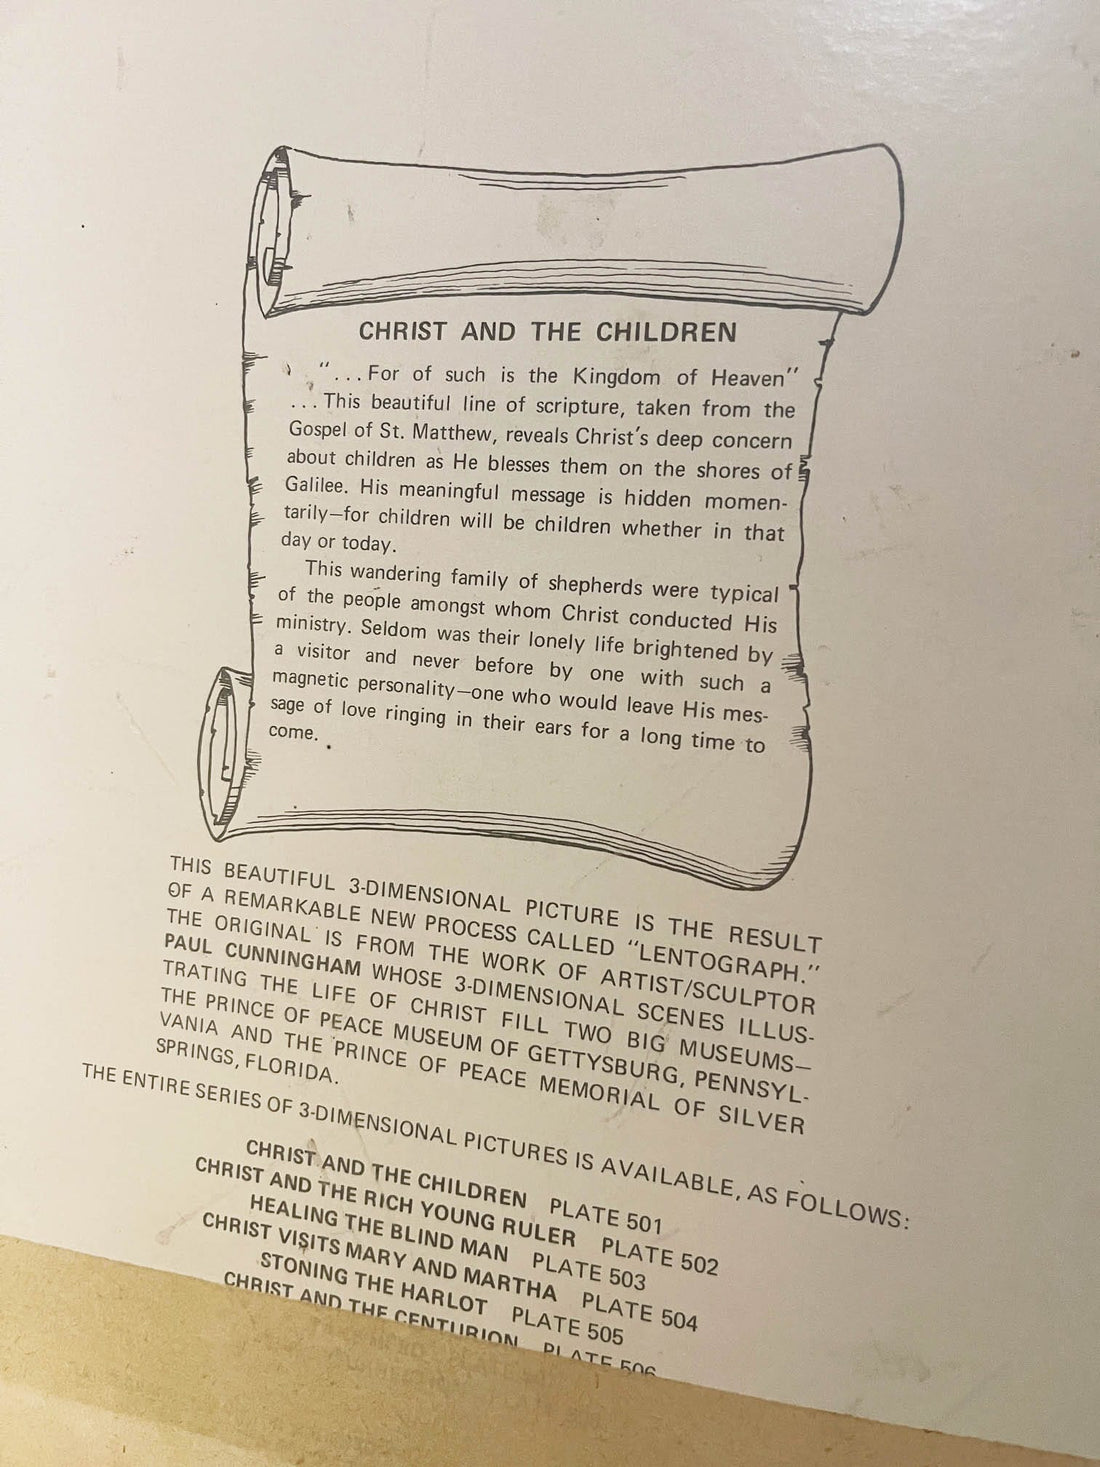 CHRIST AND THE CHILDREN
"...For of such is the Kingdom of Heaven"
...This beautiful line of scripture, taken from the
Gospel of St. Matthew, reveals Christ's deep concern
about children as He blesses them on the shores of
Galilee. His meaningful message is hidden momen-
tarily—for children will be children whether in that
day or today.
This wandering family of shepherds were typical
of the people amongst whom Christ conducted His
ministry. Seldom was their lonely life brightened by
a visitor and never before by one with such a
magnetic personality—one who would leave His mes-
sage of love ringing in their ears for a long time to
come.
THIS BEAUTIFUL 3-DIMENSIONAL PICTURE IS THE RESULT
OF A REMARKABLE NEW PROCESS CALLED "LENTOGRAPH."
THE ORIGINAL IS FROM THE WORK OF ARTIST/SCULPTOR
PAUL CUNNINGHAM WHOSE 3-DIMENSIONAL SCENES ILLUS-
TRATING THE LIFE OF CHRIST FILL TWO BIG MUSEUMS—
THE PRINCE OF PEACE MUSEUM OF GETTYSBURG, PENNSYL-
VANIA AND THE PRINCE OF PEACE MEMORIAL OF SILVER
SPRINGS, FLORIDA.
THE ENTIRE SERIES OF 3-DIMENSIONAL PICTURES IS AVAILABLE, AS FOLLOWS:
CHRIST AND THE CHILDREN PLATE 501
CHRIST AND THE RICH YOUNG RULER PLATE 502
HEALING THE BLIND MAN PLATE 503
CHRIST VISITS MARY AND MARTHA PLATE 504
STONING THE HARLOT PLATE 505
CHRIST AND THE CENTURION PLATE 506